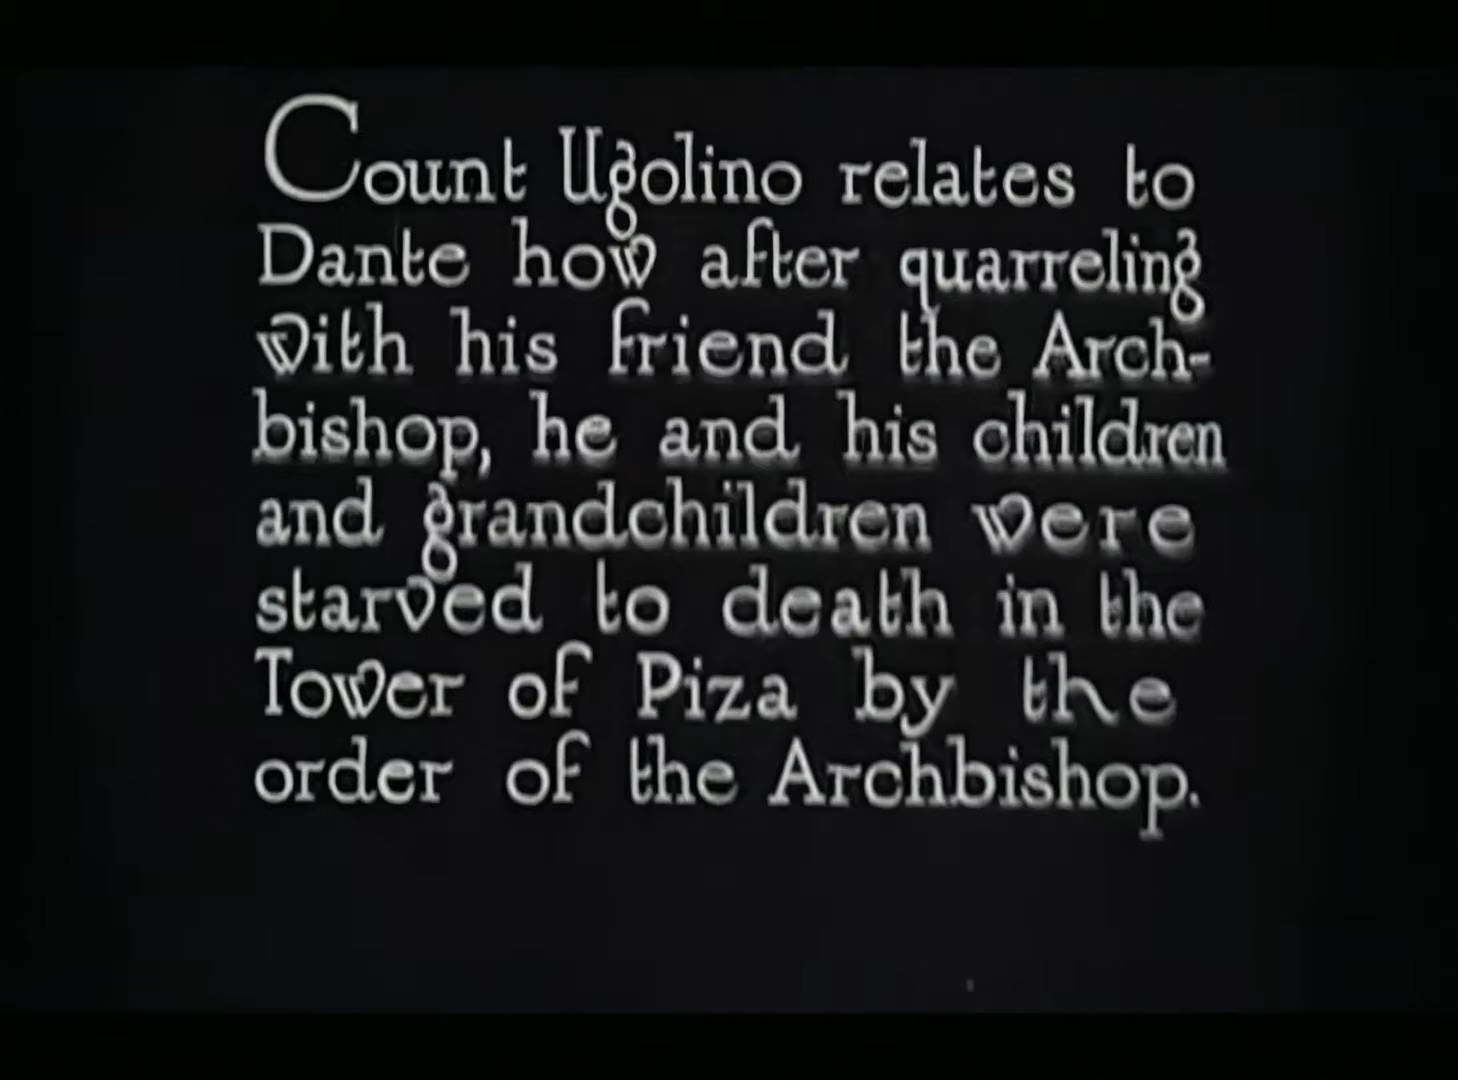 Count Ugolino relates to
Dante how after quarreling
with his friend the Arch-
bishop, he and his children
and grandchildren were
starved to death in the
Tower of Piza by the
order of the Archbishop.